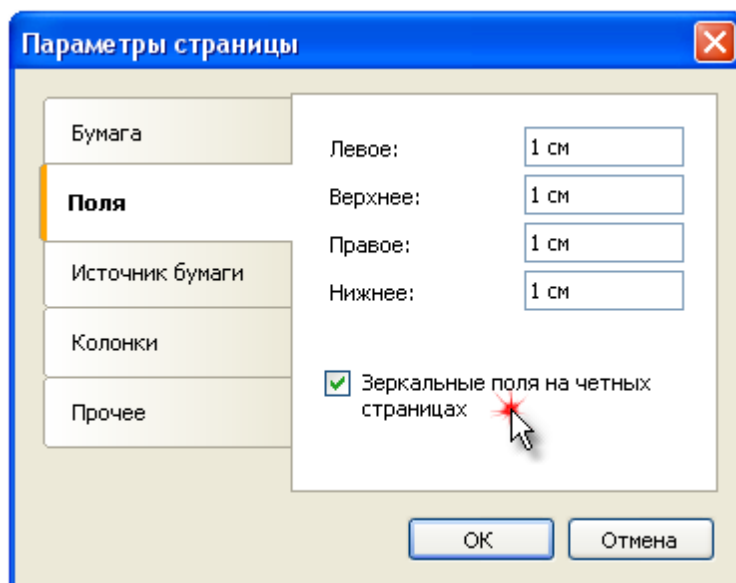 Параметры страницы
Бумага
Поля
Источник бумаги
Колонки
Прочее
Левое: 1 см
Верхнее: 1 см
Правое: 1 см
Нижнее: 1 см
Зеркальные поля на четных
страницах
ОК Отмена